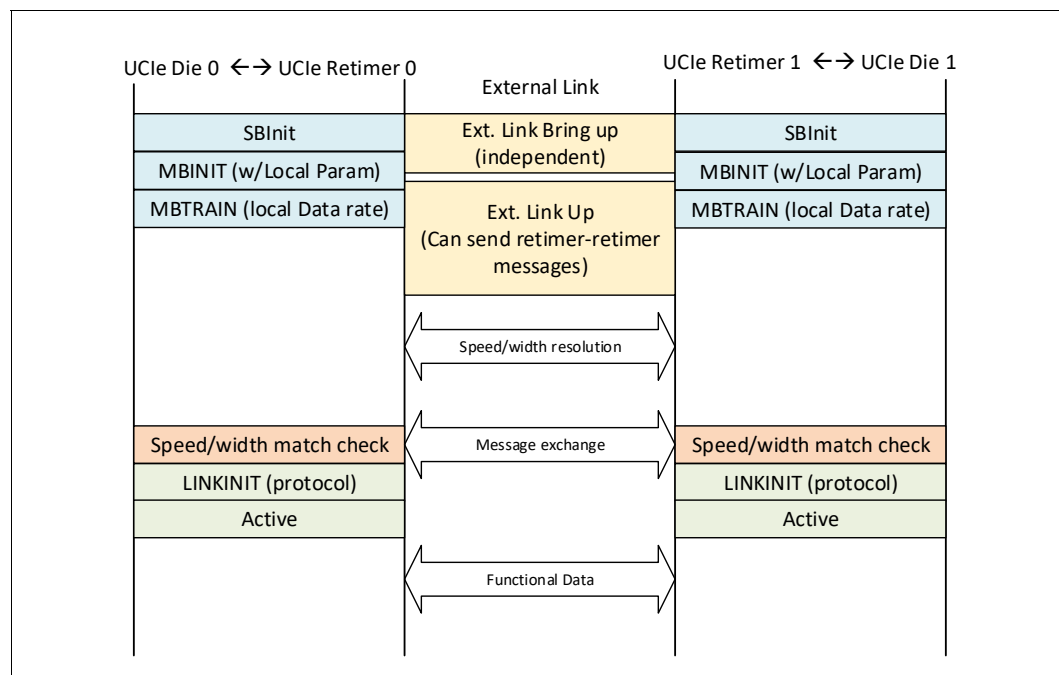 UCIe Die 0 ←→ UCIe Retimer 0
UCIe Retimer 1 ←→ UCIe Die 1
External Link
SBInit
Ext. Link Bring up
(independent)
SBInit
MBINIT (w/Local Param)
MBINIT (w/Local Param)
MBTRAIN (local Data rate)
Ext. Link Up
(Can send retimer-retimer
messages)
MBTRAIN (local Data rate)
Speed/width resolution
Speed/width match check
Message exchange
Speed/width match check
LINKINIT (protocol)
LINKINIT (protocol)
Active
Active
Functional Data